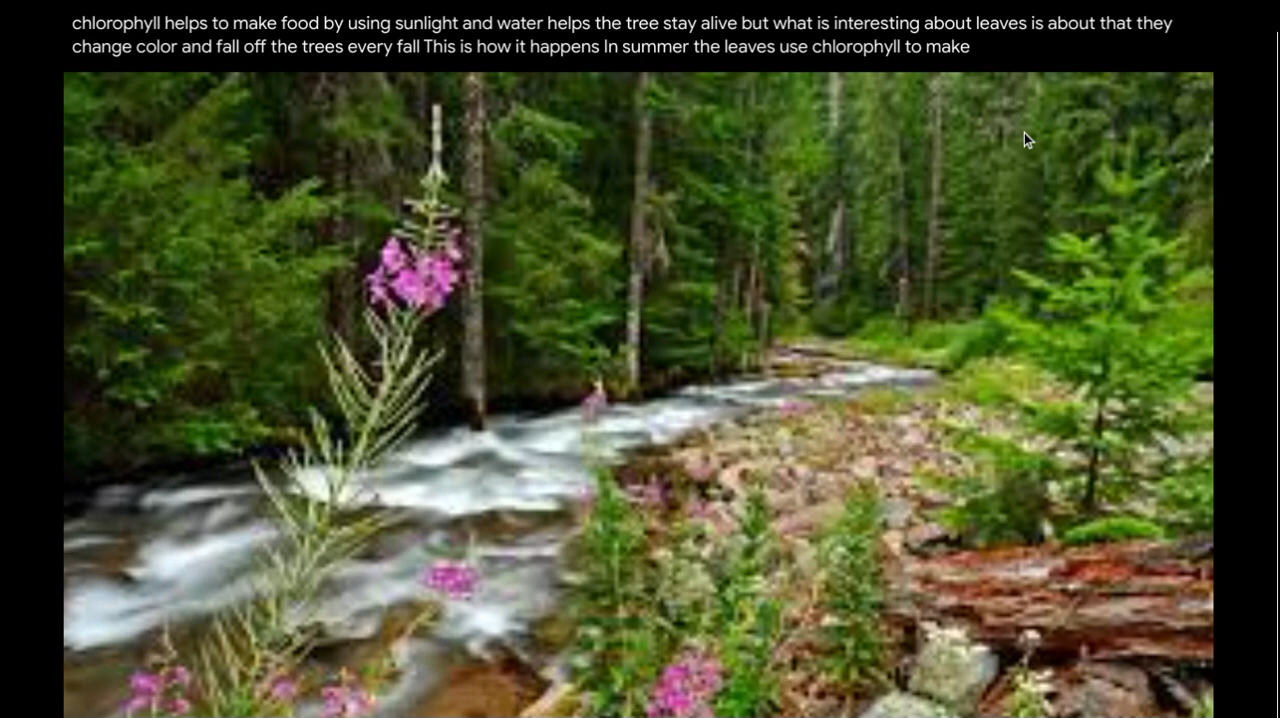 chlorophyll helps to make food by using sunlight and water helps the tree stay alive but what is interesting about leaves is about that they
change color and fall off the trees every fall This is how it happens In summer the leaves use chlorophyll to make